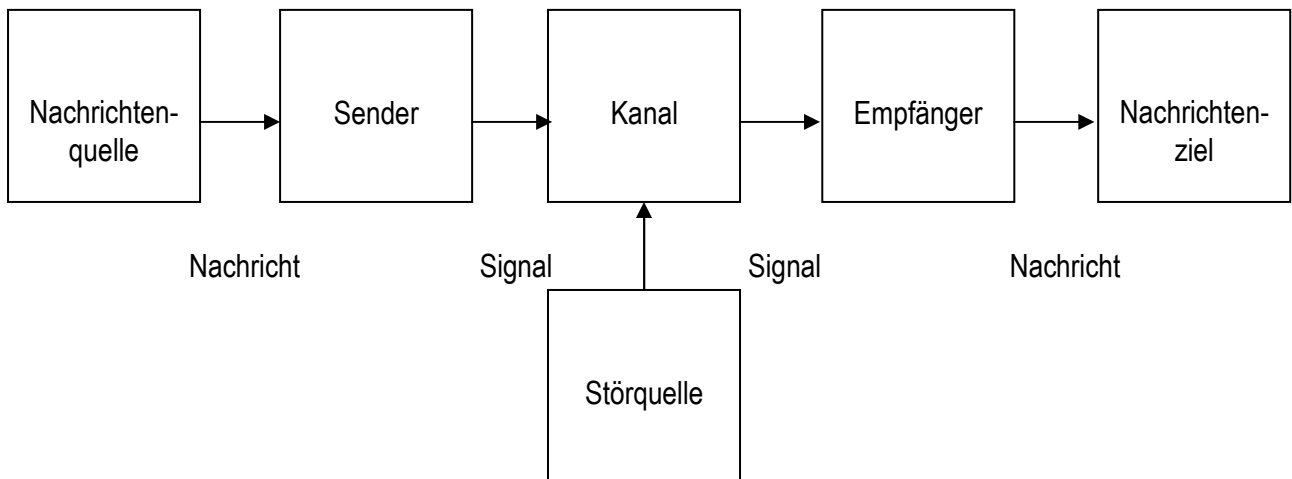 Nachrichten-
quelle
Sender
Kanal
Empfänger
Nachrichten-
ziel
Nachricht
Signal
Signal
Nachricht
Störquelle